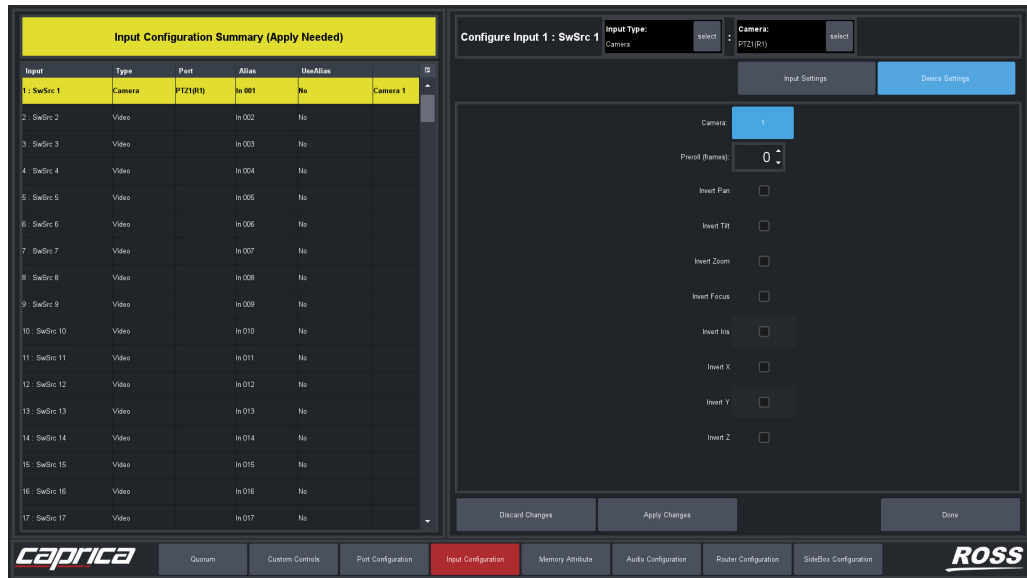 Input Configuration Summary (Apply Needed)
Input Type Port Alias UseAlias
1 : SwSrc 1 Camera PTZ1(R1) In 001 No Camera 1
2 : SwSrc 2 Video In 002 No
3 : SwSrc 3 Video In 003 No
4 : SwSrc 4 Video In 004 No
5 : SwSrc 5 Video In 005 No
6 : SwSrc 6 Video In 006 No
7 : SwSrc 7 Video In 007 No
8 : SwSrc 8 Video In 008 No
9 : SwSrc 9 Video In 009 No
10 : SwSrc 10 Video In 010 No
11 : SwSrc 11 Video In 011 No
12 : SwSrc 12 Video In 012 No
13 : SwSrc 13 Video In 013 No
14 : SwSrc 14 Video In 014 No
15 : SwSrc 15 Video In 015 No
16 : SwSrc 16 Video In 016 No
17 : SwSrc 17 Video In 017 No
Configure Input 1 : SwSrc 1
Input Type:
Camera
select
:
Camera:
PTZ1(R1)
select
Input Settings
Device Settings
Camera: 1
Preroll (frames): 0
Invert Pan
Invert Tilt
Invert Zoom
Invert Focus
Invert Iris
Invert X
Invert Y
Invert Z
Discard Changes
Apply Changes
Done
caprica
Quorum
Custom Controls
Port Configuration
Input Configuration
Memory Attribute
Audio Configuration
Router Configuration
SideBox Configuration
ROSS